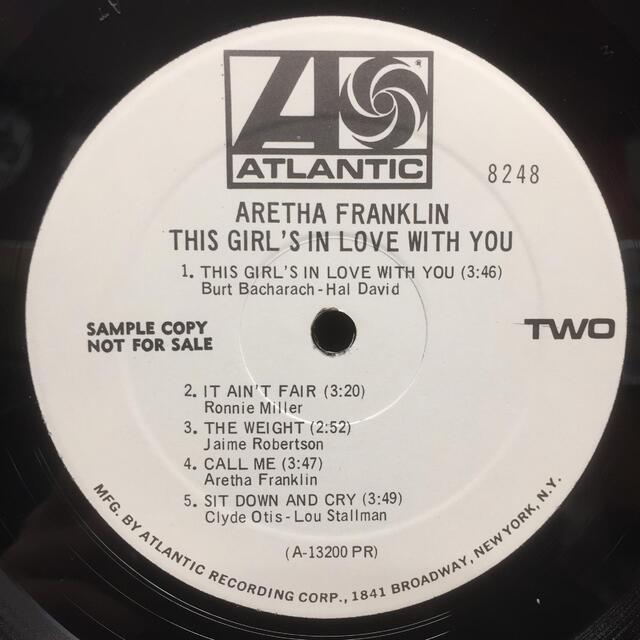 ATLANTIC
8248
ARETHA FRANKLIN
THIS GIRL'S IN LOVE WITH YOU
1. THIS GIRL'S IN LOVE WITH YOU (3:46)
Burt Bacharach-Hal David
SAMPLE COPY
NOT FOR SALE
TWO
2. IT AIN'T FAIR (3:20)
Ronnie Miller
3. THE WEIGHT (2:52)
Jaime Robertson
4. CALL ME (3:47)
Aretha Franklin
5. SIT DOWN AND CRY (3:49)
Clyde Otis-Lou Stallman
(A-13200 PR)
MFG. BY ATLANTIC RECORDING CORP., 1841 BROADWAY, NEW YORK, N.Y.